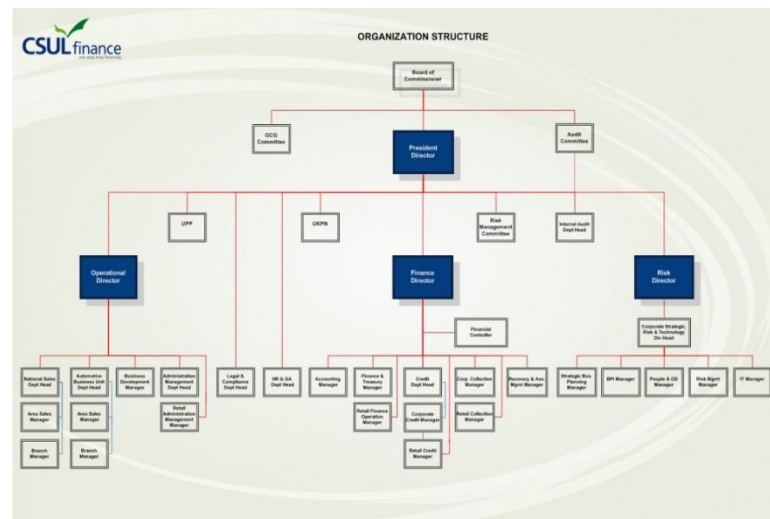 CSUL finance
one stop shop financing
ORGANIZATION STRUCTURE
Board of
Commissioner
GCG
Committee
President
Director
Audit
Committee
UPP
UKPN
Risk
Management
Committee
Internal Audit
Dept Head
Operational
Director
Finance
Director
Risk
Director
Financial
Controller
Corporate Strategic,
Risk & Technology
Div Head
National Sales
Dept Head
Automotive
Business Unit
Dept Head
Business
Development
Manager
Administration
Management
Dept Head
Legal &
Compliance
Dept Head
HR & GA
Dept Head
Accounting
Manager
Finance &
Treasury
Manager
Credit
Dept Head
Corp. Collection
Manager
Recovery & Ass.
Mgmt Manager
Strategic Bus.
Planning
Manager
BPI Manager
People & OD
Manager
Risk Mgmt.
Manager
IT Manager
Area Sales
Manager
Area Sales
Manager
Retail
Administration
Management
Manager
Retail Finance
Operation
Manager
Corporate
Credit Manager
Retail Collection
Manager
Branch
Manager
Branch
Manager
Retail Credit
Manager